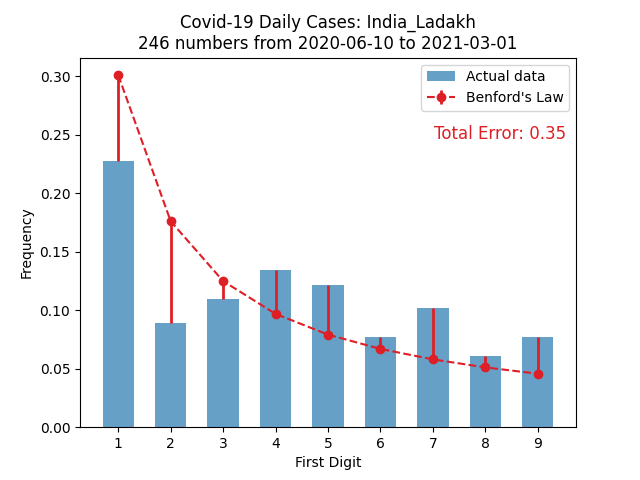 Covid-19 Daily Cases: India_Ladakh
246 numbers from 2020-06-10 to 2021-03-01
Actual data
Benford's Law
Total Error: 0.35
0.30
0.25
0.20
0.15
0.10
0.05
0.00
Frequency
1 2 3 4 5 6 7 8 9
First Digit